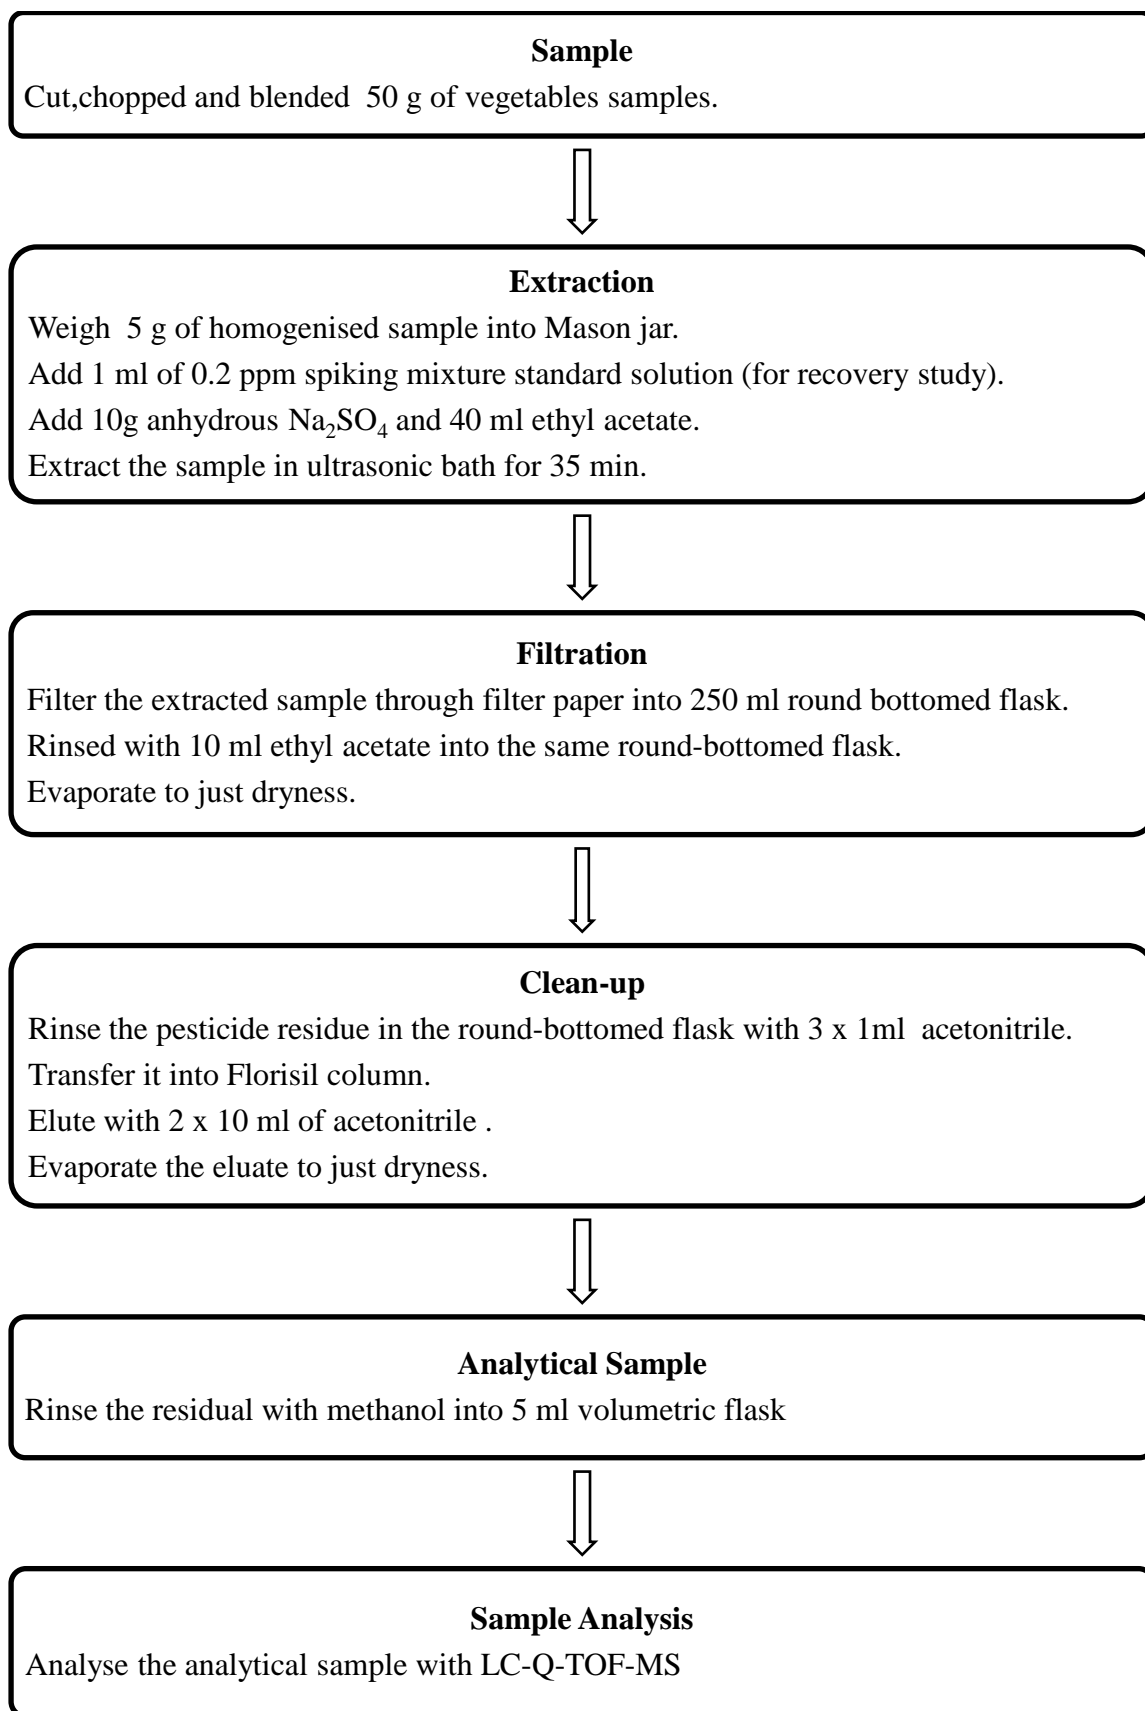 Sample
Cut,chopped and blended  50 g of vegetables samples.
Extraction
Weigh  5 g of homogenised sample into Mason jar.
Add 1 ml of 0.2 ppm spiking mixture standard solution (for recovery study).
Add 10g anhydrous Na₂SO₄ and 40 ml ethyl acetate.
Extract the sample in ultrasonic bath for 35 min.
Filtration
Filter the extracted sample through filter paper into 250 ml round bottomed flask.
Rinsed with 10 ml ethyl acetate into the same round-bottomed flask.
Evaporate to just dryness.
Clean-up
Rinse the pesticide residue in the round-bottomed flask with 3 x 1ml  acetonitrile.
Transfer it into Florisil column.
Elute with 2 x 10 ml of acetonitrile .
Evaporate the eluate to just dryness.
Analytical Sample
Rinse the residual with methanol into 5 ml volumetric flask
Sample Analysis
Analyse the analytical sample with LC-Q-TOF-MS